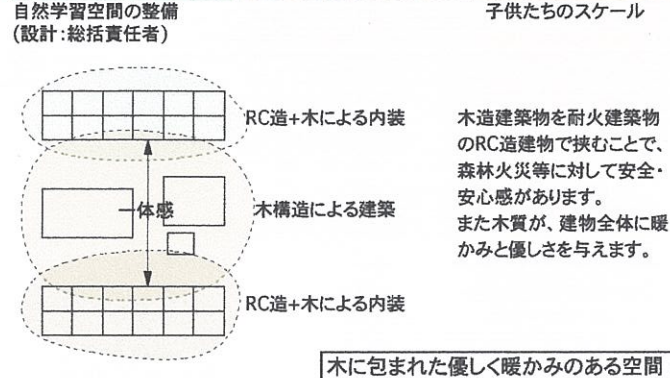 自然学習空間の整備
(設計:総括責任者)
子供たちのスケール
RC造+木による内装
一体感
木構造による建築
RC造+木による内装
木造建築物を耐火建築物
のRC造建物で挟むことで、
森林火災等に対して安全・
安心感があります。
また木質が、建物全体に暖
かみと優しさを与えます。
木に包まれた優しく暖かみのある空間